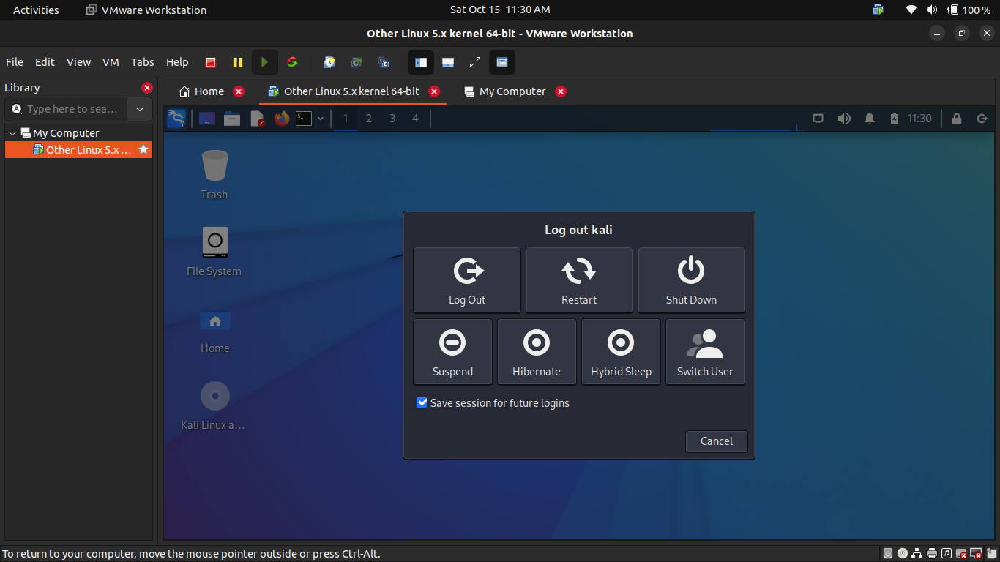 Activities VMware Workstation Sat Oct 15 11:30 AM 100 %
Other Linux 5.x kernel 64-bit - VMware Workstation
File Edit View VM Tabs Help
Library
Type here to sea...
My Computer
Other Linux 5.x ...
Home Other Linux 5.x kernel 64-bit My Computer
1 2 3 4 11:30
Trash
File System
Home
Kali Linux a...
Log out kali
Log Out Restart Shut Down
Suspend Hibernate Hybrid Sleep Switch User
Save session for future logins
Cancel
To return to your computer, move the mouse pointer outside or press Ctrl-Alt.